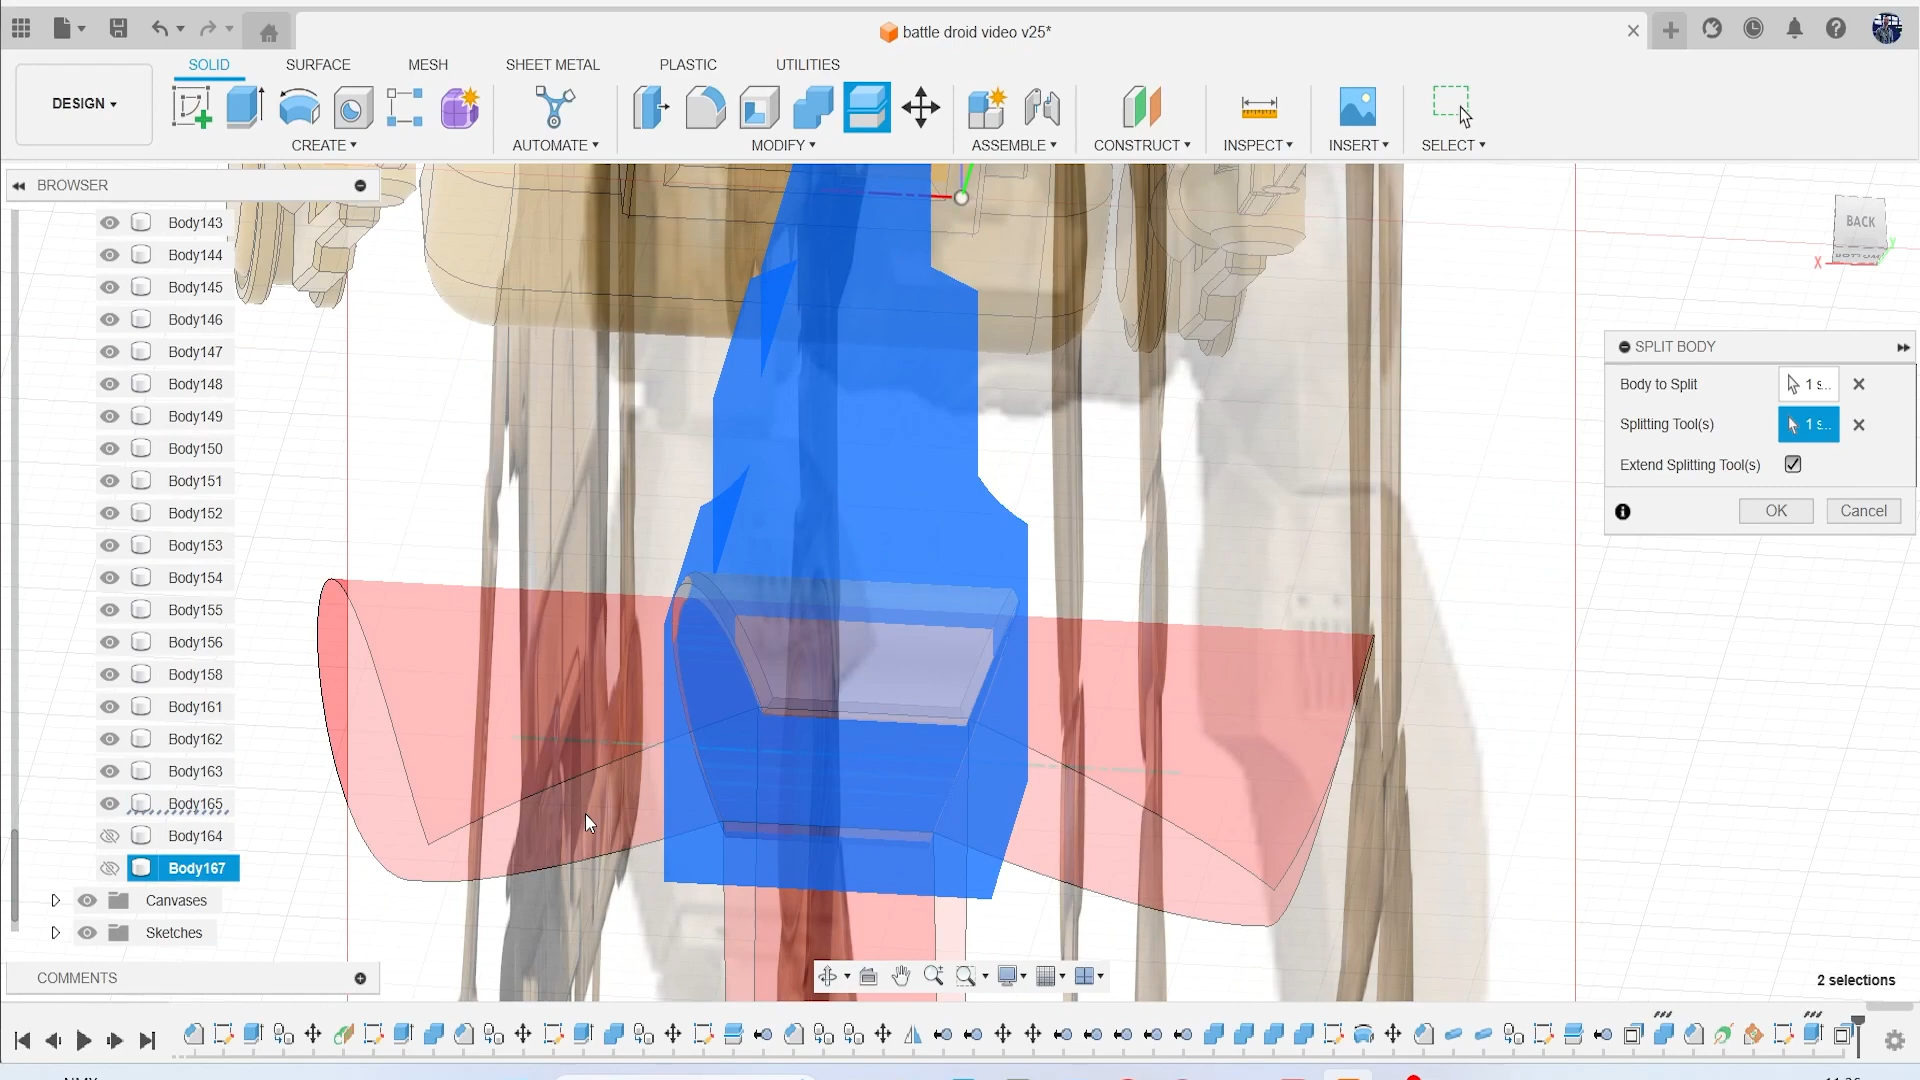 battle droid video v25*
SOLID SURFACE MESH SHEET METAL PLASTIC UTILITIES
DESIGN
CREATE AUTOMATE MODIFY ASSEMBLE CONSTRUCT INSPECT INSERT SELECT
BROWSER
Body143
Body144
Body145
Body146
Body147
Body148
Body149
Body150
Body151
Body152
Body153
Body154
Body155
Body156
Body158
Body161
Body162
Body163
Body165
Body164
Body167
Canvases
Sketches
COMMENTS
BACK
X
Y
SPLIT BODY
Body to Split 1 s...
Splitting Tool(s) 1 s...
Extend Splitting Tool(s)
OK Cancel
2 selections